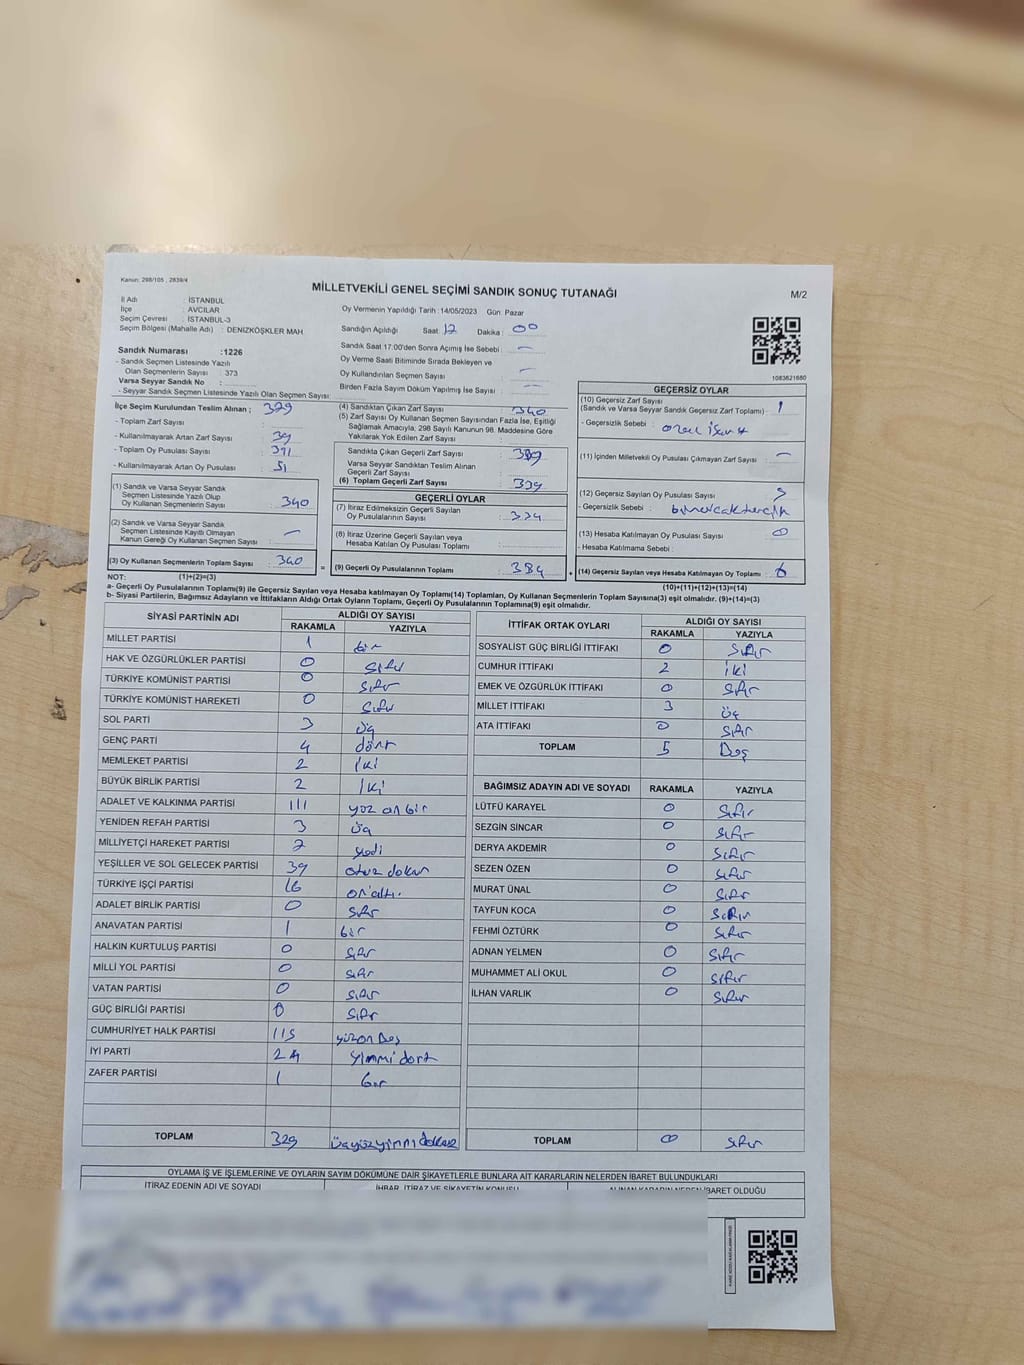 Kanun: 298/105 , 2839/4
MİLLETVEKİLİ GENEL SEÇİMİ SANDIK SONUÇ TUTANAĞI
M/2
İl Adı : İSTANBUL
İlçe : AVCILAR
Seçim Çevresi : İSTANBUL-3
Seçim Bölgesi (Mahalle Adı) : DENİZKÖŞKLER MAH.
Sandık Numarası :1226
- Sandık Seçmen Listesinde Yazılı
Olan Seçmenlerin Sayısı : 373
Varsa Seyyar Sandık No :
- Seyyar Sandık Seçmen Listesinde Yazılı Olan Seçmen Sayısı:
Oy Vermenin Yapıldığı Tarih :14/05/2023 Gün: Pazar
Sandığın Açıldığı Saat: 17 Dakika : 00
Sandık Saat 17:00'den Sonra Açımış İse Sebebi : —
Oy Verme Saati Bitiminde Sırada Bekleyen ve
Oy Kullandırılan Seçmen Sayısı : —
Birden Fazla Sayım Döküm Yapılmış İse Sayısı : —
1083621680
İlçe Seçim Kurulundan Teslim Alınan ; 379
- Toplam Zarf Sayısı :
- Kullanılmayarak Artan Zarf Sayısı : 39
- Toplam Oy Pusulası Sayısı : 391
- Kullanılmayarak Artan Oy Pusulası : 51
(1) Sandık ve Varsa Seyyar Sandık
Seçmen Listesinde Yazılı Olup
Oy Kullanan Seçmenlerin Sayısı : 340
(2) Sandık ve Varsa Seyyar Sandık
Seçmen Listesinde Kayıtlı Olmayan
Kanun Gereği Oy Kullanan Seçmen Sayısı : —
(3) Oy Kullanan Seçmenlerin Toplam Sayısı : 340
(4) Sandıktan Çıkan Zarf Sayısı : 340
(5) Zarf Sayısı Oy Kullanan Seçmen Sayısından Fazla İse, Eşitliği
Sağlamak Amacıyla, 298 Sayılı Kanunun 98. Maddesine Göre
Yakılarak Yok Edilen Zarf Sayısı :
Sandıkta Çıkan Geçerli Zarf Sayısı : 339
Varsa Seyyar Sandıktan Teslim Alınan
Geçerli Zarf Sayısı :
(6) Toplam Geçerli Zarf Sayısı : 339
GEÇERLİ OYLAR
(7) İtiraz Edilmeksizin Geçerli Sayılan
Oy Pusulalarının Sayısı : 334
(8) İtiraz Üzerine Geçerli Sayılan veya
Hesaba Katılan Oy Pusulası Toplamı :
= (9) Geçerli Oy Pusulalarının Toplamı : 334 +
GEÇERSİZ OYLAR
(10) Geçersiz Zarf Sayısı
(Sandık ve Varsa Seyyar Sandık Geçersiz Zarf Toplamı) : 1
- Geçersizlik Sebebi : özel işaret
(11) İçinden Milletvekili Oy Pusulası Çıkmayan Zarf Sayısı : —
(12) Geçersiz Sayılan Oy Pusulası Sayısı : 5
- Geçersizlik Sebebi :
(13) Hesaba Katılmayan Oy Pusulası Sayısı : 0
- Hesaba Katılmama Sebebi :
(14) Geçersiz Sayılan veya Hesaba Katılmayan Oy Toplamı : 6
NOT: (1)+(2)=(3) (10)+(11)+(12)+(13)=(14)
a- Geçerli Oy Pusulalarının Toplamı(9) ile Geçersiz Sayılan veya Hesaba katılmayan Oy Toplamı(14) Toplamları, Oy Kullanan Seçmenlerin Toplam Sayısına(3) eşit olmalıdır. (9)+(14)=(3)
b- Siyasi Partilerin, Bağımsız Adayların ve İttifakların Aldığı Ortak Oyların Toplamı, Geçerli Oy Pusulalarının Toplamına(9) eşit olmalıdır.
SİYASİ PARTİNİN ADI ALDIĞI OY SAYISI
RAKAMLA YAZIYLA
MİLLET PARTİSİ 1 bir
HAK VE ÖZGÜRLÜKLER PARTİSİ 0 sıfır
TÜRKİYE KOMÜNİST PARTİSİ 0 sıfır
TÜRKİYE KOMÜNİST HAREKETİ 0 sıfır
SOL PARTİ 3 üç
GENÇ PARTİ 4 dört
MEMLEKET PARTİSİ 2 iki
BÜYÜK BİRLİK PARTİSİ 2 iki
ADALET VE KALKINMA PARTİSİ 111 yüz on bir
YENİDEN REFAH PARTİSİ 3 üç
MİLLİYETÇİ HAREKET PARTİSİ 7 yedi
YEŞİLLER VE SOL GELECEK PARTİSİ 39 otuz dokuz
TÜRKİYE İŞÇİ PARTİSİ 16 on altı.
ADALET BİRLİK PARTİSİ 0 sıfır
ANAVATAN PARTİSİ 1 bir
HALKIN KURTULUŞ PARTİSİ 0 sıfır
MİLLİ YOL PARTİSİ 0 sıfır
VATAN PARTİSİ 0 sıfır
GÜÇ BİRLİĞİ PARTİSİ 0 sıfır
CUMHURİYET HALK PARTİSİ 115 yüzon beş
İYİ PARTİ 24 yirmi dört
ZAFER PARTİSİ 1 bir
TOPLAM 329 üçyüzyirmi dokuz
İTTİFAK ORTAK OYLARI ALDIĞI OY SAYISI
RAKAMLA YAZIYLA
SOSYALİST GÜÇ BİRLİĞİ İTTİFAKI 0 sıfır
CUMHUR İTTİFAKI 2 iki
EMEK VE ÖZGÜRLÜK İTTİFAKI 0 sıfır
MİLLET İTTİFAKI 3 üç
ATA İTTİFAKI 0 sıfır
TOPLAM 5 Beş
BAĞIMSIZ ADAYIN ADI VE SOYADI RAKAMLA YAZIYLA
LÜTFÜ KARAYEL 0 sıfır
SEZGİN SİNCAR 0 sıfır
DERYA AKDEMİR 0 sıfır
SEZEN ÖZEN 0 sıfır
MURAT ÜNAL 0 sıfır
TAYFUN KOCA 0 sıfır
FEHMİ ÖZTÜRK 0 sıfır
ADNAN YELMEN 0 sıfır
MUHAMMET ALİ OKUL 0 sıfır
İLHAN VARLIK 0 sıfır
TOPLAM 0 sıfır
OYLAMA İŞ VE İŞLEMLERİNE VE OYLARIN SAYIM DÖKÜMÜNE DAİR ŞİKAYETLERLE BUNLARA AİT KARARLARIN NELERDEN İBARET BULUNDUKLARI
İTİRAZ EDENİN ADI VE SOYADI İHBAR, İTİRAZ VE ŞİKAYETİN KONUSU ALINAN KARARIN NEDEN İBARET OLDUĞU